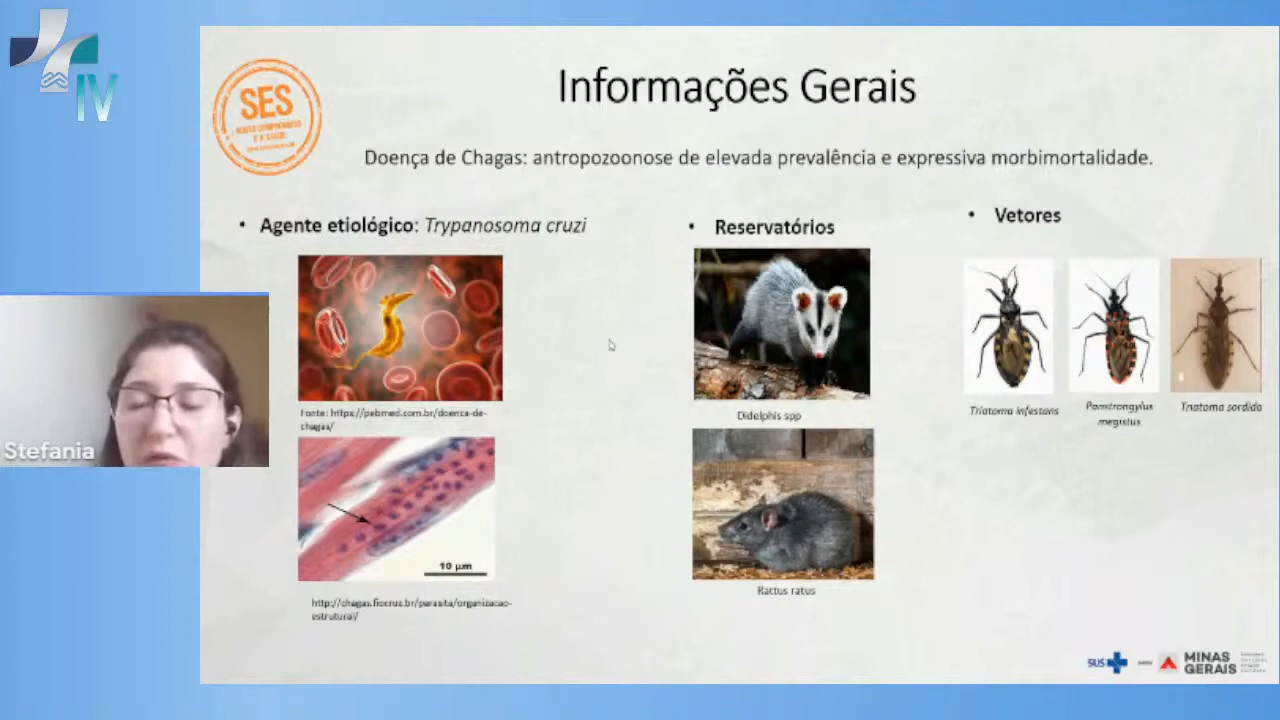 IV
SES
Informações Gerais
Doença de Chagas: antropozoonose de elevada prevalência e expressiva morbimortalidade.
• Agente etiológico: Trypanosoma cruzi
• Reservatórios
• Vetores
Fonte: https://pebmed.com.br/doenca-de-
chagas/
10 µm
http://chagas.fiocruz.br/parasita/organizacao-
estrutural/
Didelphis spp
Rattus ratus
Triatoma infestans
Panstrongylus
megistus
Triatoma sordida
Stefania
SUS
MINAS
GERAIS